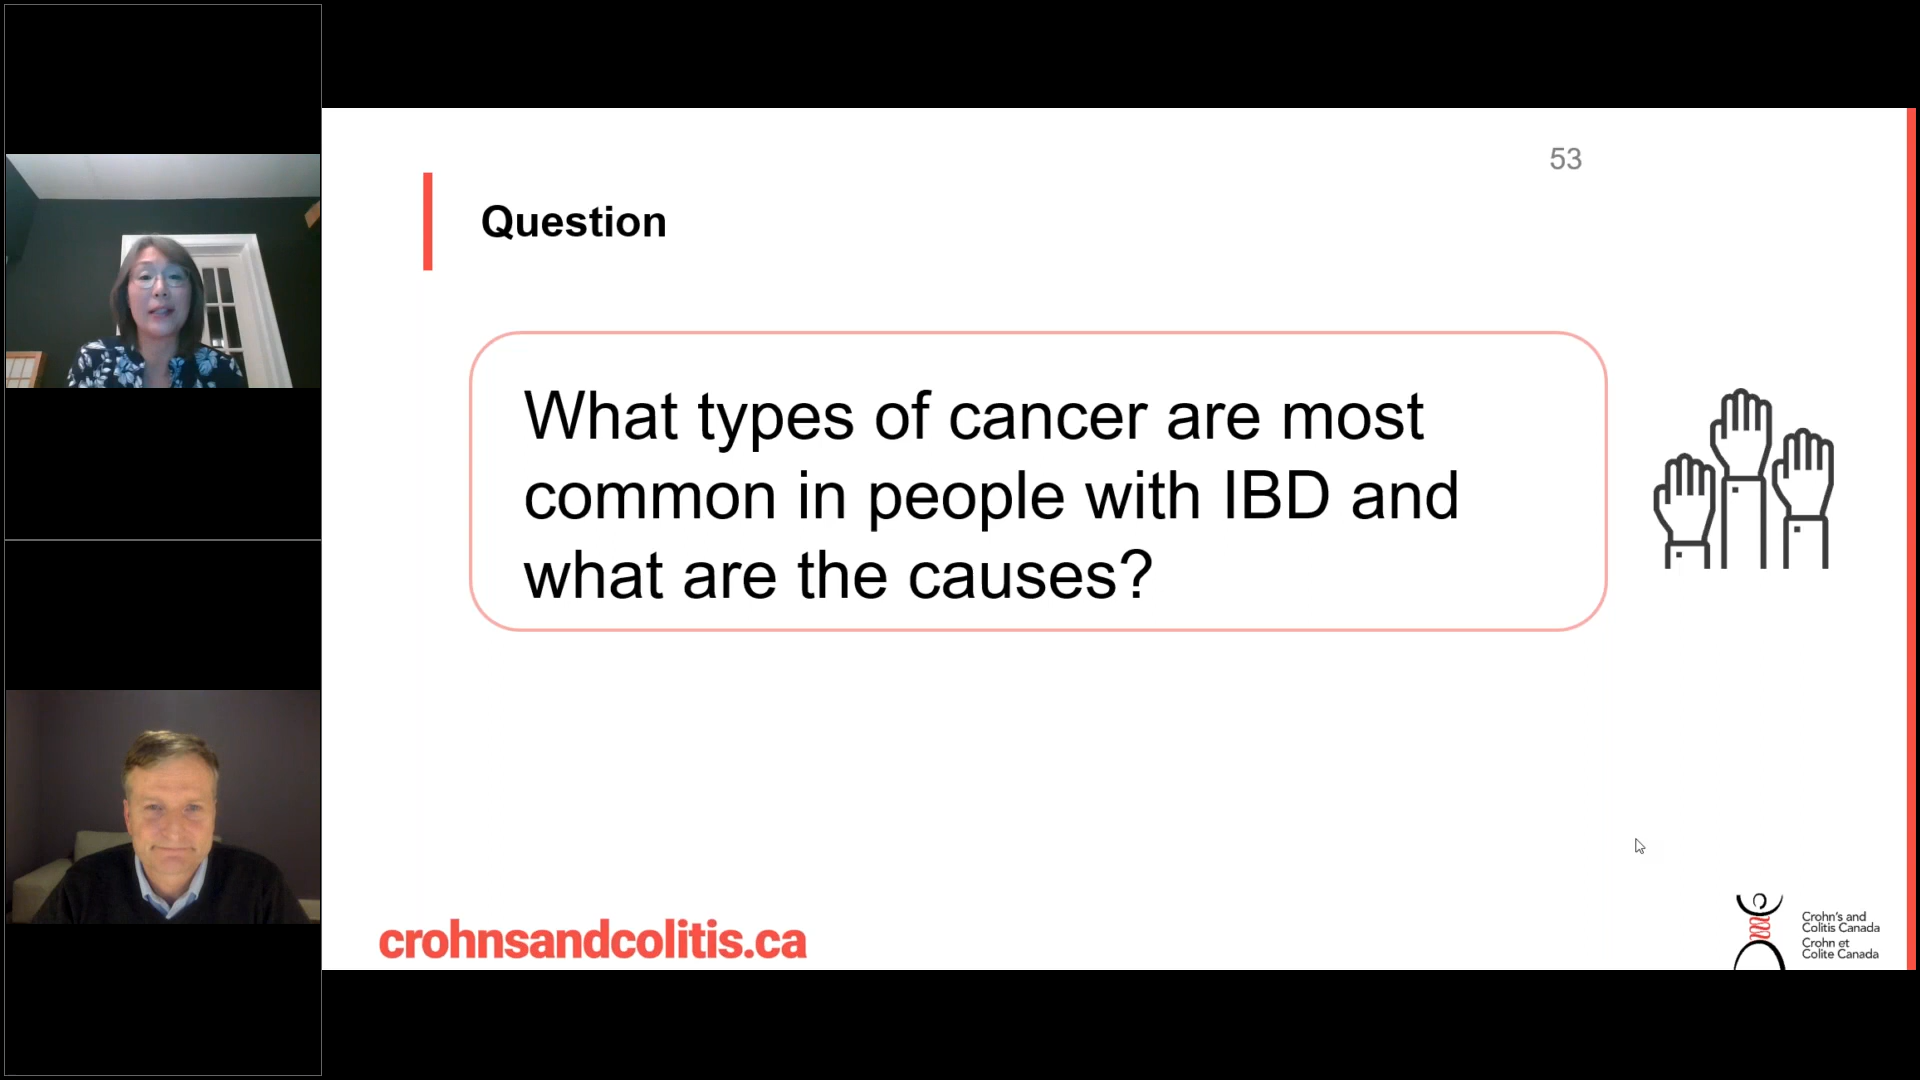 53
Question
What types of cancer are most
common in people with IBD and
what are the causes?
crohnsandcolitis.ca
Crohn's and
Colitis Canada
Crohn et
Colite Canada